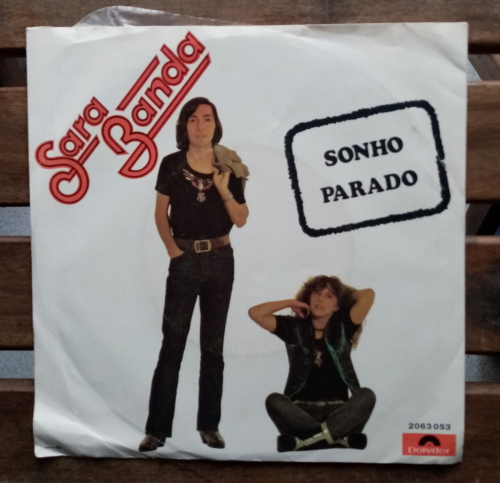 Sara
Banda
SONHO
PARADO
2063 053
Polydor